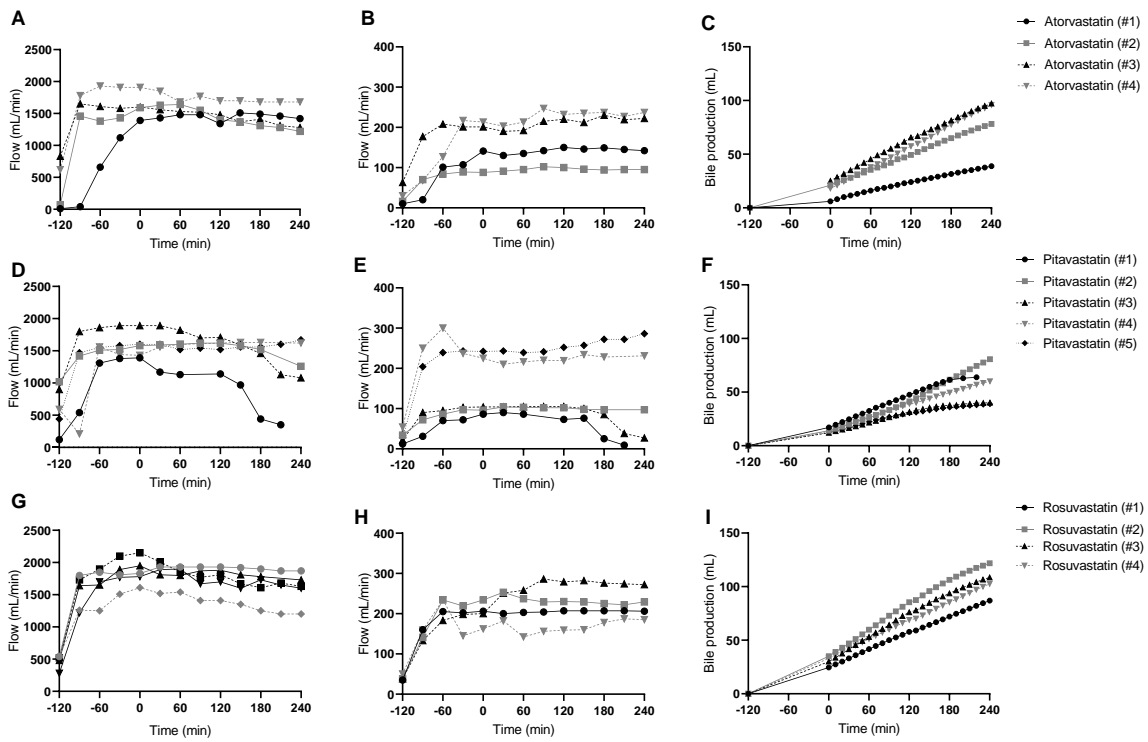 A
Flow (mL/min)
2500
2000
1500
1000
500
0
-120 -60 0 60 120 180 240
Time (min)
B
Flow (mL/min)
400
300
200
100
0
-120 -60 0 60 120 180 240
Time (min)
C
Bile production (mL)
150
100
50
0
-120 -60 0 60 120 180 240
Time (min)
Atorvastatin (#1)
Atorvastatin (#2)
Atorvastatin (#3)
Atorvastatin (#4)
D
Flow (mL/min)
2500
2000
1500
1000
500
0
-120 -60 0 60 120 180 240
Time (min)
E
Flow (mL/min)
400
300
200
100
0
-120 -60 0 60 120 180 240
Time (min)
F
Bile production (mL)
150
100
50
0
-120 -60 0 60 120 180 240
Time (min)
Pitavastatin (#1)
Pitavastatin (#2)
Pitavastatin (#3)
Pitavastatin (#4)
Pitavastatin (#5)
G
Flow (mL/min)
2500
2000
1500
1000
500
0
-120 -60 0 60 120 180 240
Time (min)
H
Flow (mL/min)
400
300
200
100
0
-120 -60 0 60 120 180 240
Time (min)
I
Bile production (mL)
150
100
50
0
-120 -60 0 60 120 180 240
Time (min)
Rosuvastatin (#1)
Rosuvastatin (#2)
Rosuvastatin (#3)
Rosuvastatin (#4)